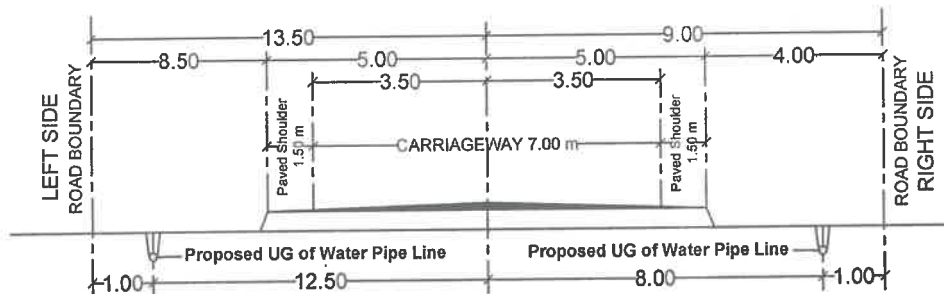 13.50
9.00
8.50
5.00
5.00
4.00
3.50
3.50
LEFT SIDE
ROAD BOUNDARY
Paved Shoulder
1.50 m
CARRIAGEWAY 7.00 m
Paved Shoulder
1.50 m
ROAD BOUNDARY
RIGHT SIDE
Proposed UG of Water Pipe Line
Proposed UG of Water Pipe Line
1.00
12.50
8.00
1.00